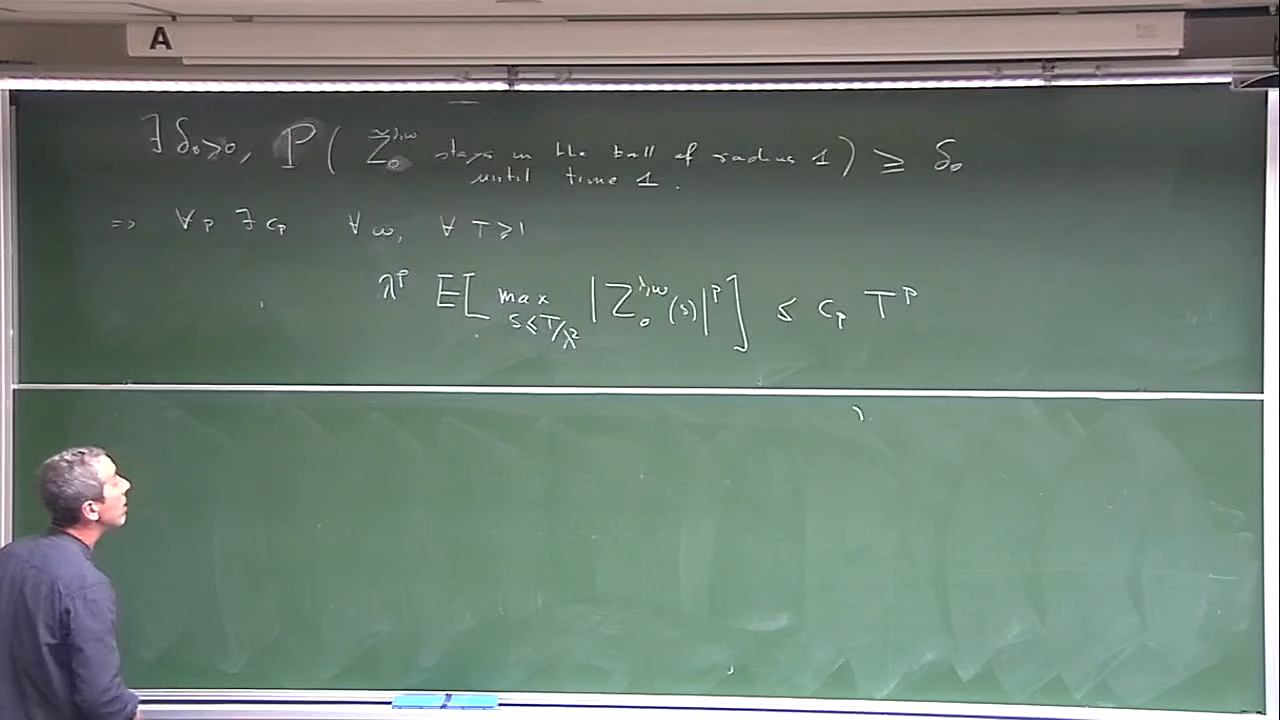 A
∃ δ₀>0, P( Z̃₀^{λ,ω} stays in the ball of radius 1 ) ≥ δ₀
until time 1.
⇒ ∀p ∃ c_p ∀ω, ∀ T⩾1
λ^p E[ max_{s⩽T/λ²} |Z₀^{λ,ω}(s)|^p ] ≤ c_p T^p